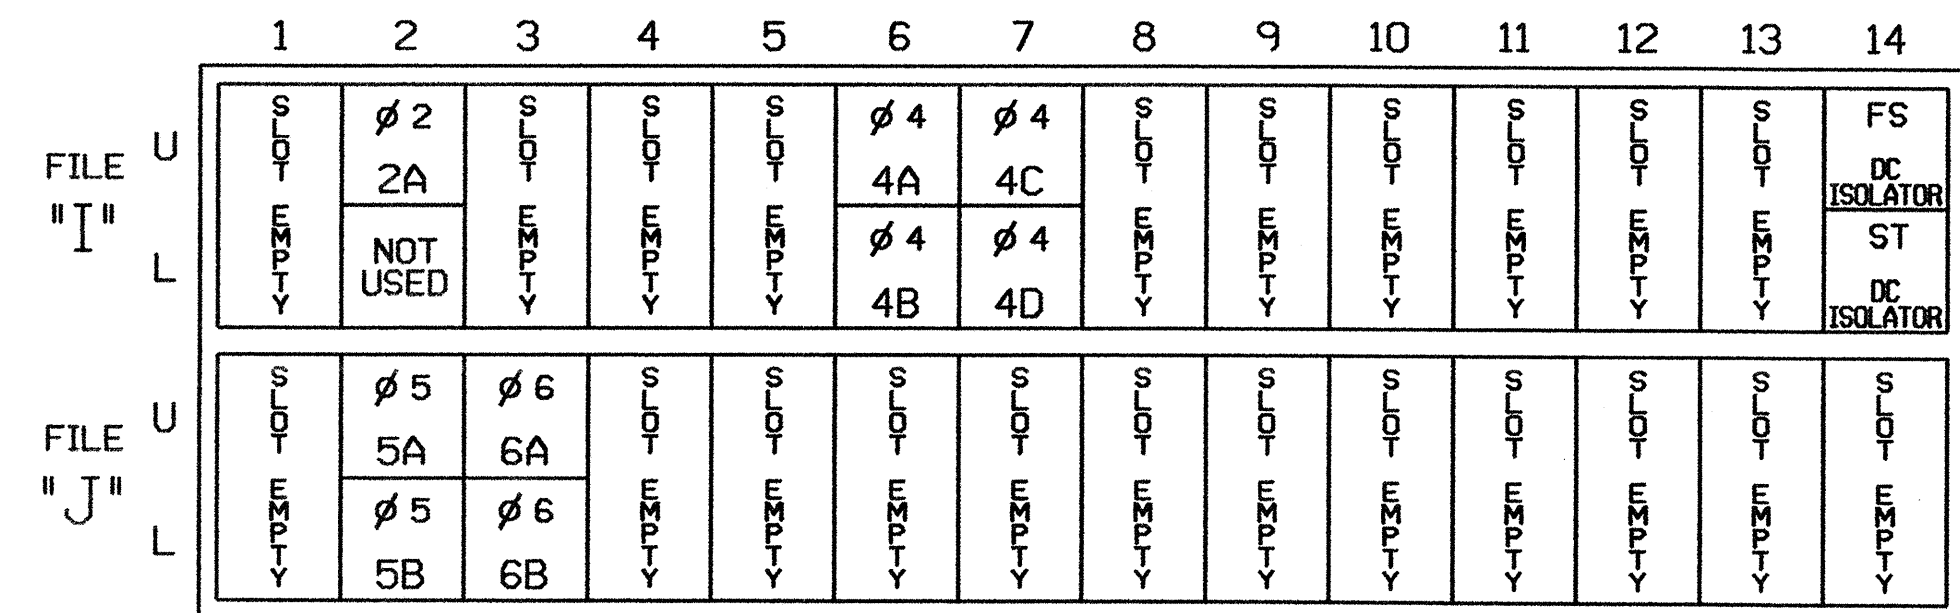 1 2 3 4 5 6 7 8 9 10 11 12 13 14
FILE "I"
U
L
SLOT EMPTY
Ø 2
2A
NOT
USED
SLOT EMPTY
SLOT EMPTY
SLOT EMPTY
Ø 4
4A
Ø 4
4B
Ø 4
4C
Ø 4
4D
SLOT EMPTY
SLOT EMPTY
SLOT EMPTY
SLOT EMPTY
SLOT EMPTY
SLOT EMPTY
FS
DC
ISOLATOR
ST
DC
ISOLATOR
FILE "J"
U
L
SLOT EMPTY
Ø 5
5A
Ø 5
5B
Ø 6
6A
Ø 6
6B
SLOT EMPTY
SLOT EMPTY
SLOT EMPTY
SLOT EMPTY
SLOT EMPTY
SLOT EMPTY
SLOT EMPTY
SLOT EMPTY
SLOT EMPTY
SLOT EMPTY
SLOT EMPTY